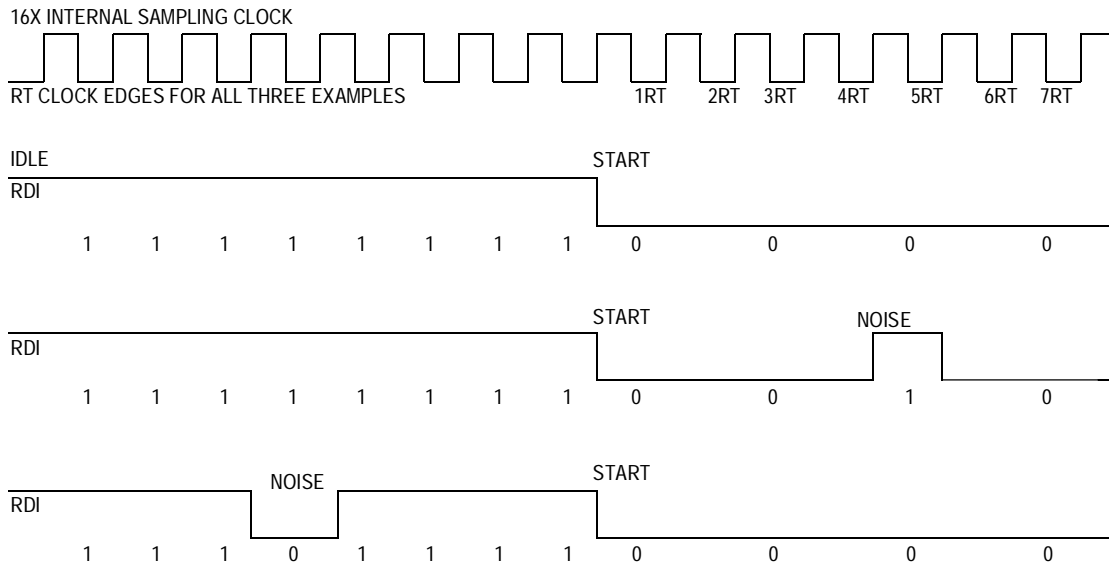 16X INTERNAL SAMPLING CLOCK
RT CLOCK EDGES FOR ALL THREE EXAMPLES 1RT 2RT 3RT 4RT 5RT 6RT 7RT
IDLE START
RDI
1 1 1 1 1 1 1 1 0 0 0 0
START NOISE
RDI
1 1 1 1 1 1 1 1 0 0 1 0
NOISE START
RDI
1 1 1 0 1 1 1 1 0 0 0 0